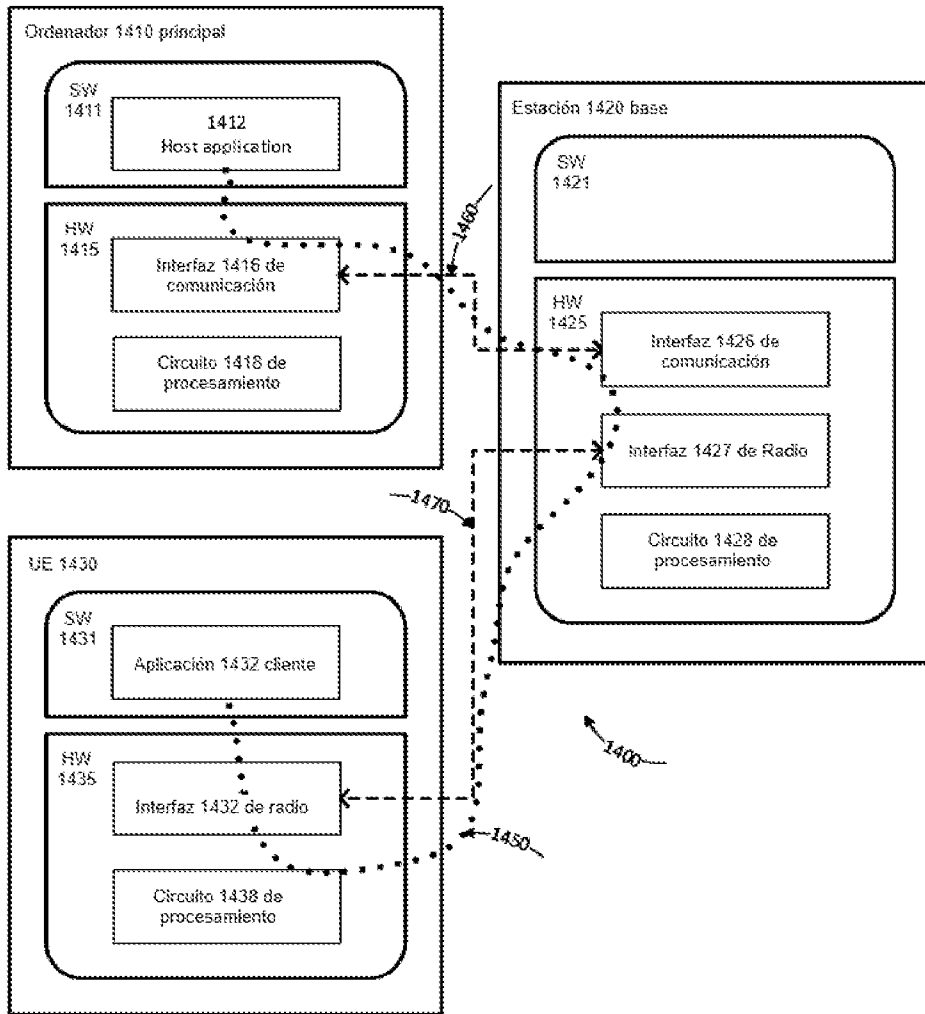 Ordenador 1410 principal
SW
1411
1412
Host application
HW
1415
Interfaz 1416 de
comunicación
Circuito 1418 de
procesamiento
1460
Estación 1420 base
SW
1421
HW
1425
Interfaz 1426 de
comunicación
Interfaz 1427 de Radio
Circuito 1428 de
procesamiento
1470
UE 1430
SW
1431
Aplicación 1432 cliente
HW
1435
Interfaz 1432 de radio
Circuito 1438 de
procesamiento
1450
1400